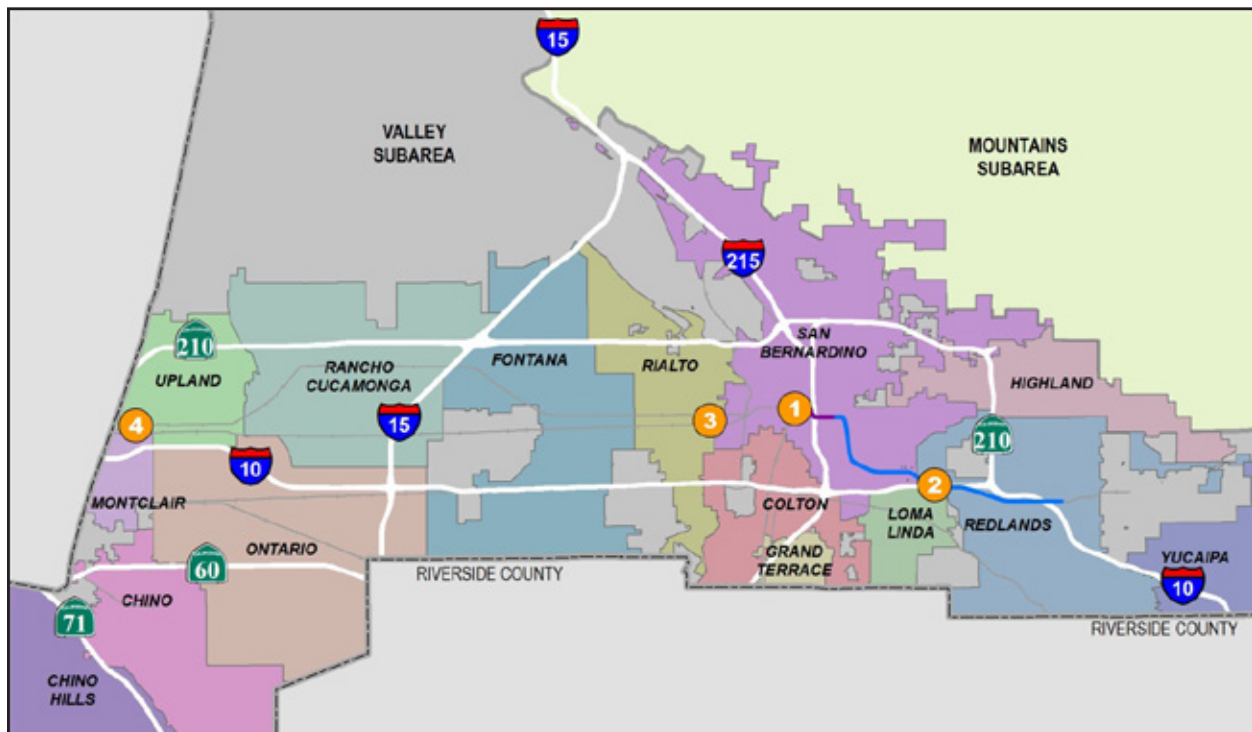 15
VALLEY
SUBAREA
MOUNTAINS
SUBAREA
215
210
UPLAND
RANCHO
CUCAMONGA
FONTANA
RIALTO
SAN
BERNARDINO
HIGHLAND
4
15
3
1
210
10
2
MONTCLAIR
ONTARIO
COLTON
LOMA
LINDA
REDLANDS
GRAND
TERRACE
YUCAIPA
60
RIVERSIDE COUNTY
10
CHINO
71
RIVERSIDE COUNTY
CHINO
HILLS